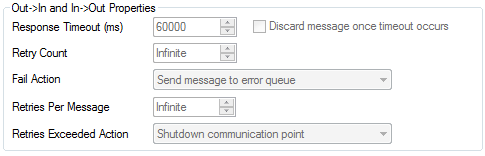 Out->In and In->Out Properties
Response Timeout (ms) 60000 Discard message once timeout occurs
Retry Count Infinite
Fail Action Send message to error queue
Retries Per Message Infinite
Retries Exceeded Action Shutdown communication point